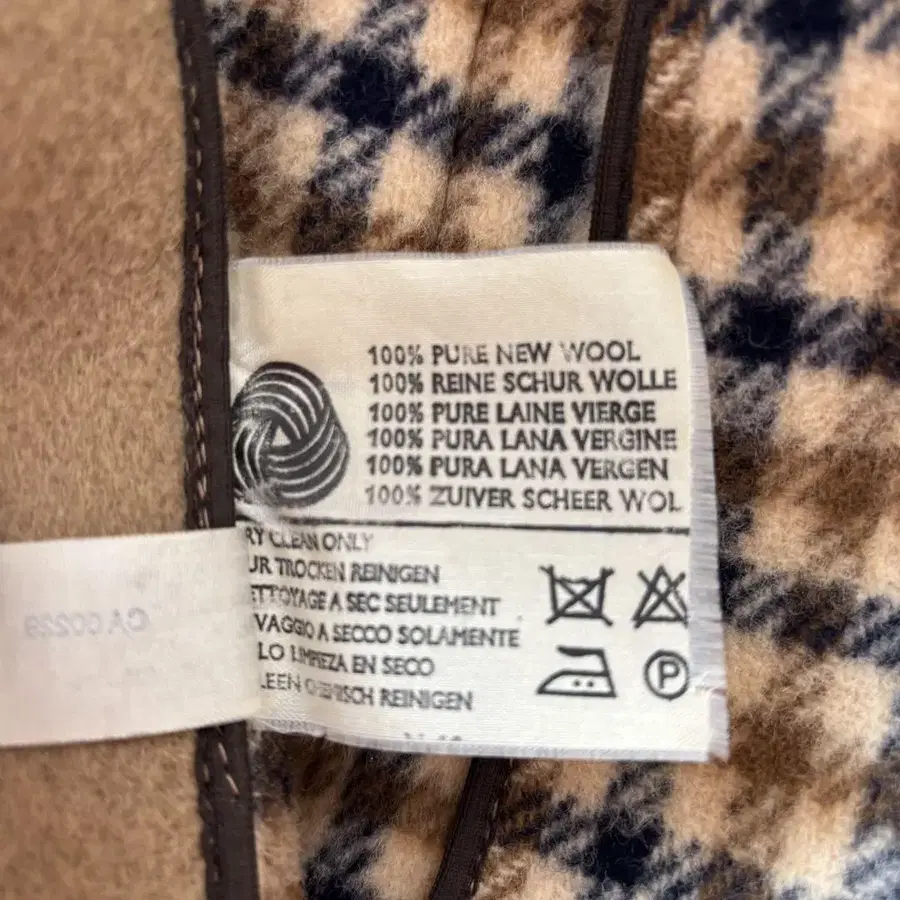 100% PURE NEW WOOL
100% REINE SCHUR WOLLE
100% PURE LAINE VIERGE
100% PURA LANA VERGINE
100% PURA LANA VERGEN
100% ZUIVER SCHEER WOL
RY CLEAN ONLY
UR TROCKEN REINIGEN
ETTOYAGE A SEC SEULEMENT
VAGGIO A SECCO SOLAMENTE
LO LIMPIEZA EN SECO
LEEN CHEMISCH REINIGEN
P
CA 00229